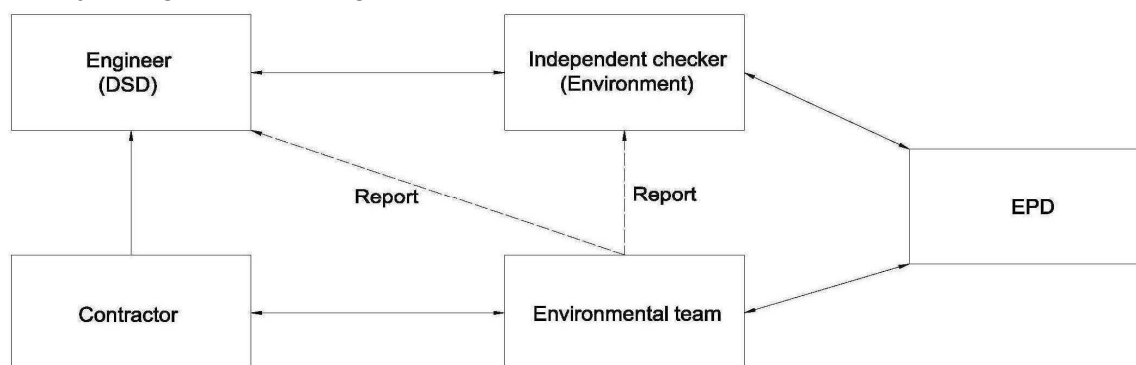 Engineer
(DSD)
Independent checker
(Environment)
Report
Report
EPD
Contractor
Environmental team